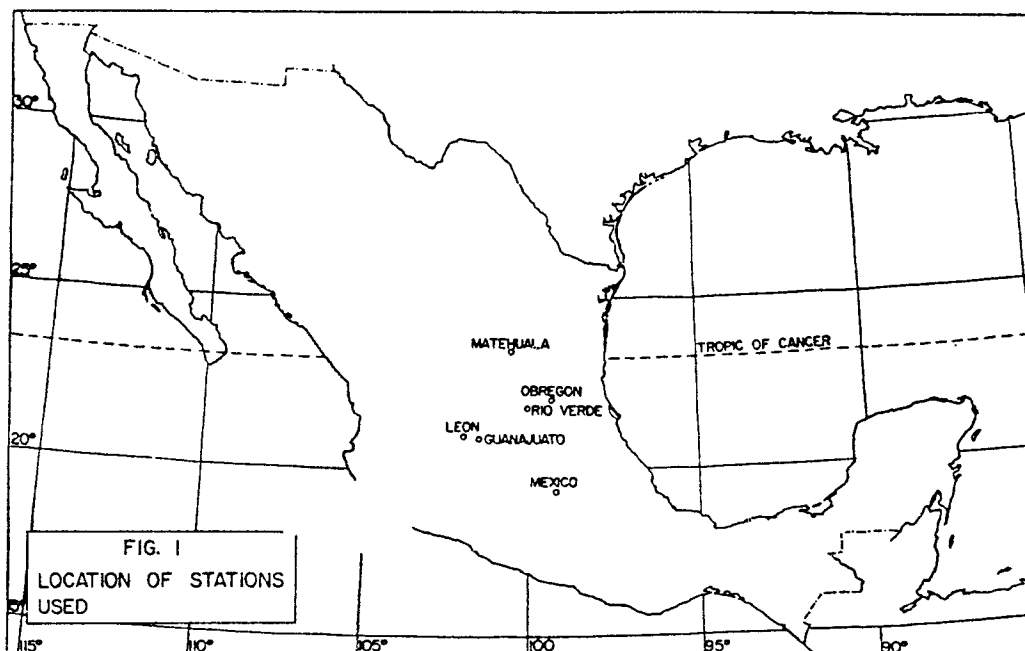 30°
25°
MATEHUALA
TROPIC OF CANCER
OBREGON
RIO VERDE
LEON
GUANAJUATO
20°
MEXICO
FIG. I
LOCATION OF STATIONS
USED
115°
110°
105°
100
95°
90°